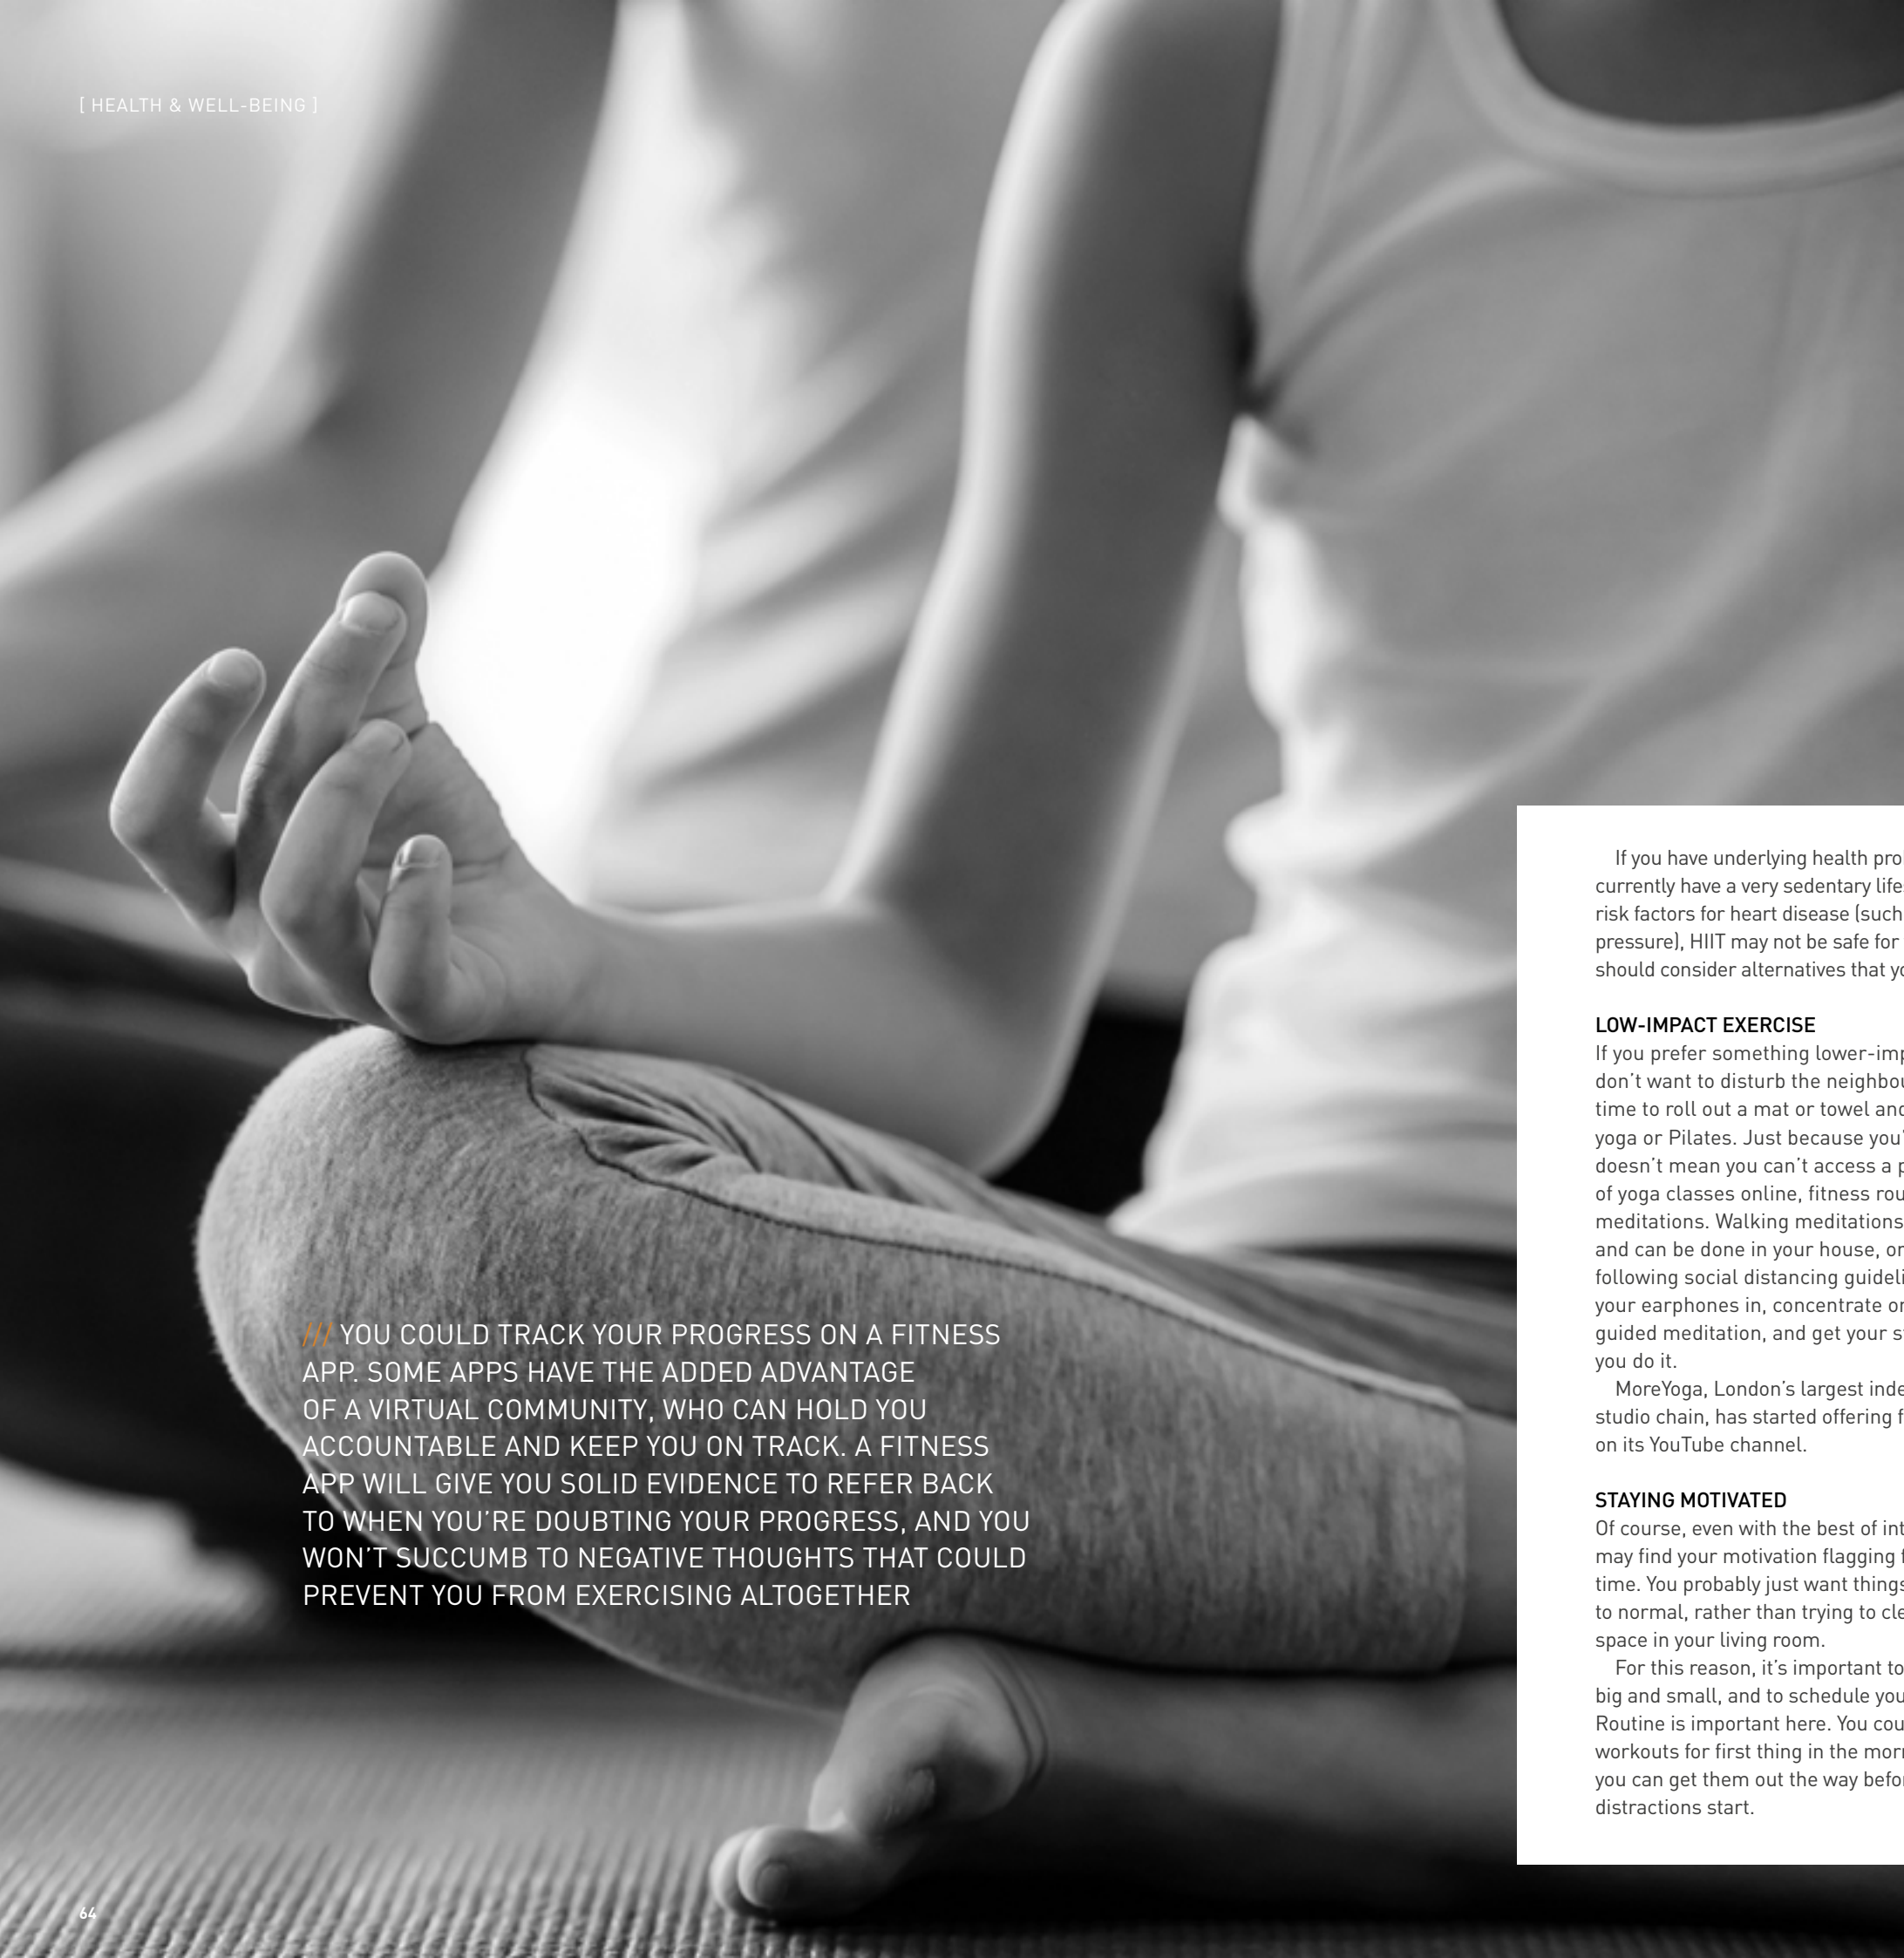 [ HEALTH & WELL-BEING ]
/// YOU COULD TRACK YOUR PROGRESS ON A FITNESS
APP. SOME APPS HAVE THE ADDED ADVANTAGE
OF A VIRTUAL COMMUNITY, WHO CAN HOLD YOU
ACCOUNTABLE AND KEEP YOU ON TRACK. A FITNESS
APP WILL GIVE YOU SOLID EVIDENCE TO REFER BACK
TO WHEN YOU'RE DOUBTING YOUR PROGRESS, AND YOU
WON'T SUCCUMB TO NEGATIVE THOUGHTS THAT COULD
PREVENT YOU FROM EXERCISING ALTOGETHER
If you have underlying health
currently have a very sedentary
risk factors for heart disease (such
pressure), HIIT may not be safe for
should consider alternatives that
LOW-IMPACT EXERCISE
If you prefer something
don't want to disturb the
time to roll out a mat or towel
yoga or Pilates. Just because
doesn't mean you can't access a
of yoga classes online, fitness
meditations. Walking meditations
and can be done in your house,
following social distancing
your earphones in, concentrate
guided meditation, and get your
you do it.
MoreYoga, London's largest
studio chain, has started offering
on its YouTube channel.
STAYING MOTIVATED
Of course, even with the best of
may find your motivation flagging
time. You probably just want things
to normal, rather than trying to
space in your living room.
For this reason, it's important to
big and small, and to schedule
Routine is important here. You
workouts for first thing in the
you can get them out the way
distractions start.
64